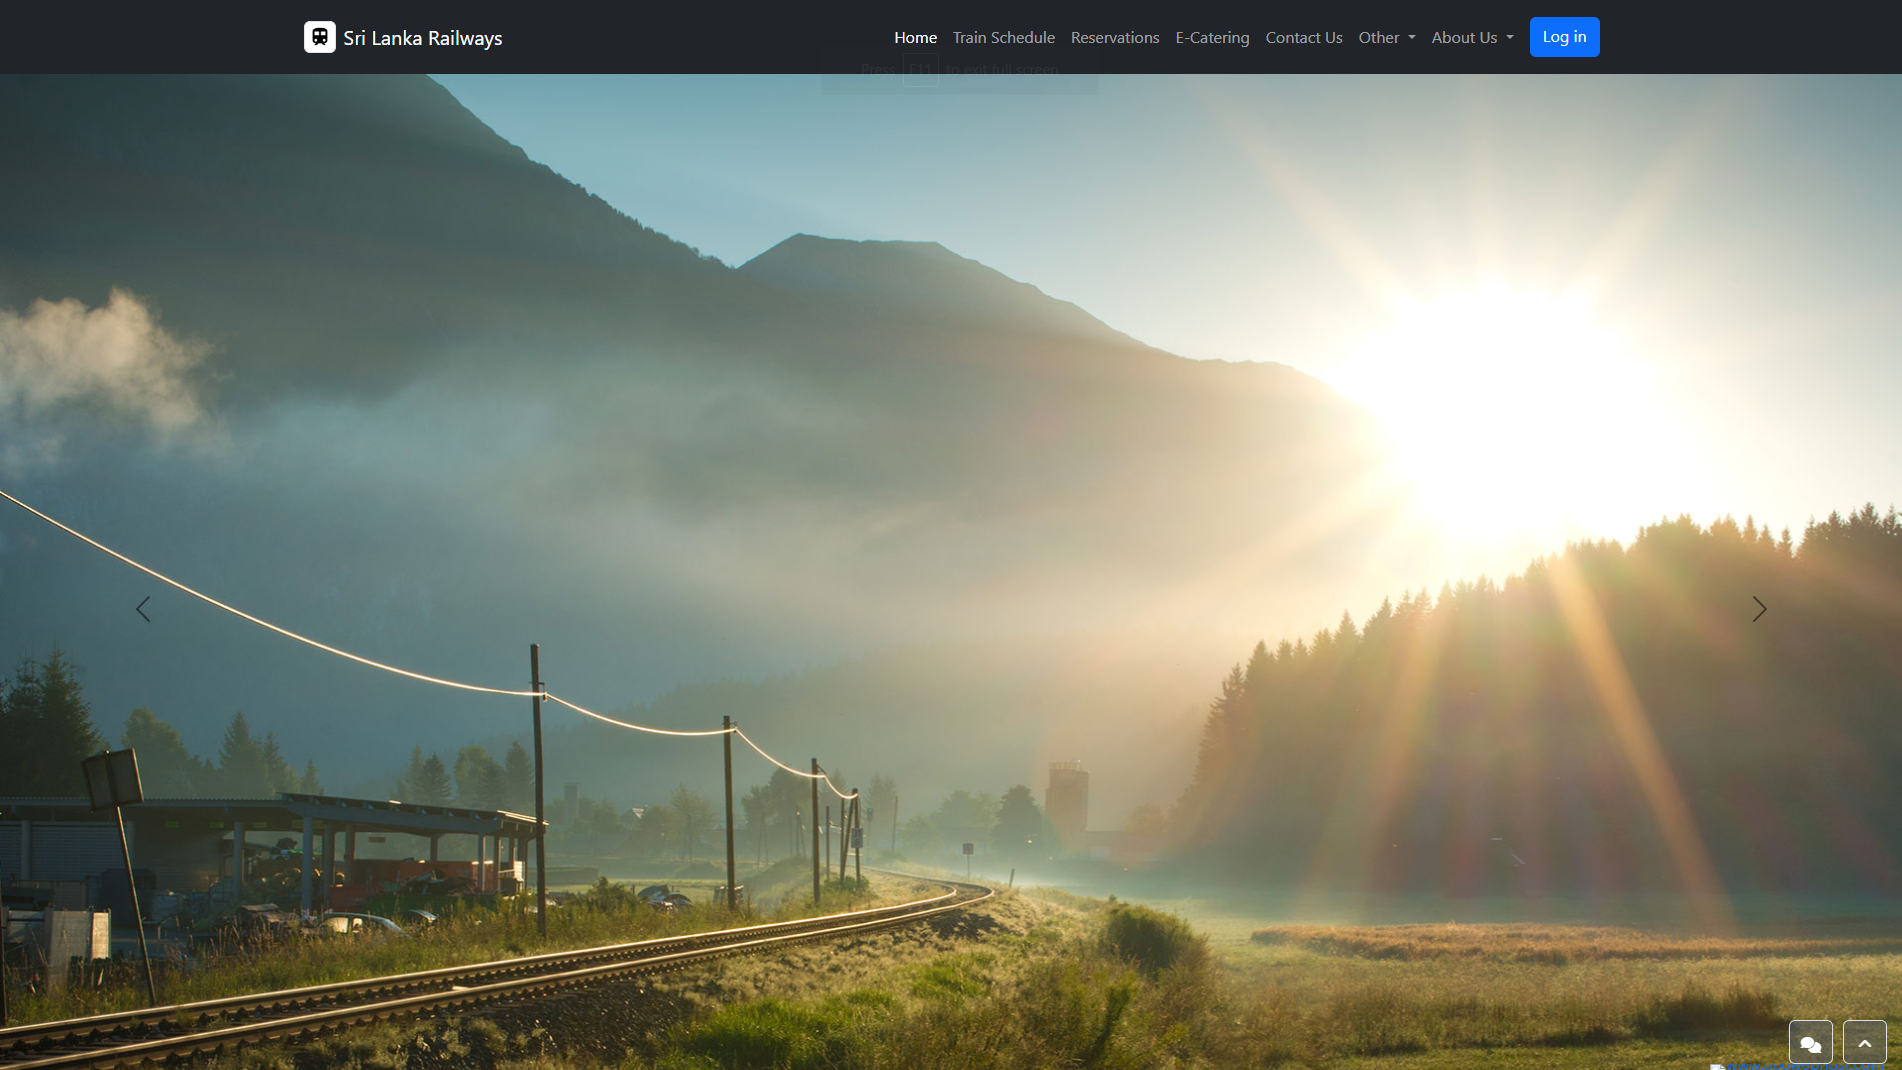 Sri Lanka Railways
Home Train Schedule Reservations E-Catering Contact Us Other About Us Log in
Press F11 to exit full screen